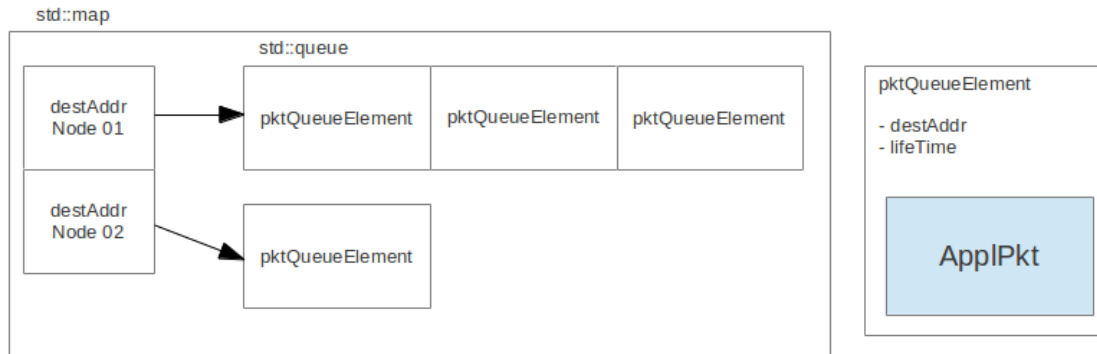 std::map
std::queue
destAddr
Node 01
pktQueueElement
pktQueueElement
pktQueueElement
destAddr
Node 02
pktQueueElement
pktQueueElement
- destAddr
- lifeTime
ApplPkt